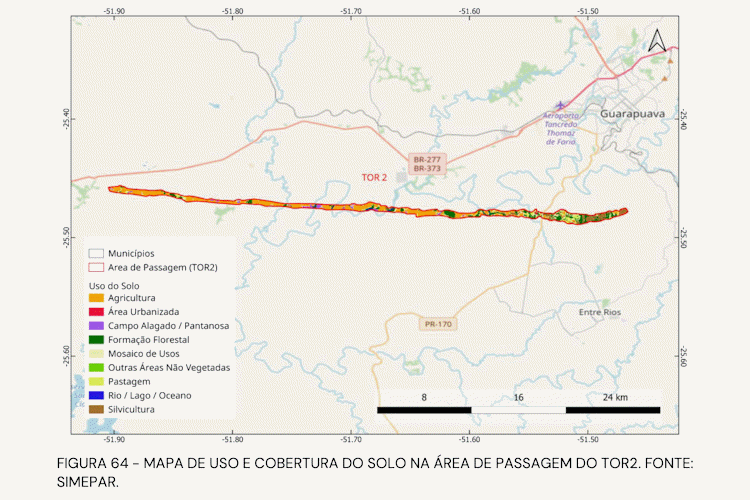 -51.90 -51.80 -51.70 -51.60 -51.50
-25.40
-25.40
Guarapuava
Aeroporto
Tancredo
Thomaz
de Faria
BR-277
BR-373
TOR 2
-25.50
-25.50
Municípios
Area de Passagem (TOR2)
Uso do Solo
Agricultura
Área Urbanizada
Campo Alagado / Pantanosa
Formação Florestal
Mosaico de Usos
Outras Áreas Não Vegetadas
Pastagem
Rio / Lago / Oceano
Silvicultura
Entre Rios
PR-170
-25.60
-25.60
8 16 24 km
-51.90 -51.80 -51.70 -51.60 -51.50
FIGURA 64 – MAPA DE USO E COBERTURA DO SOLO NA ÁREA DE PASSAGEM DO TOR2. FONTE:
SIMEPAR.